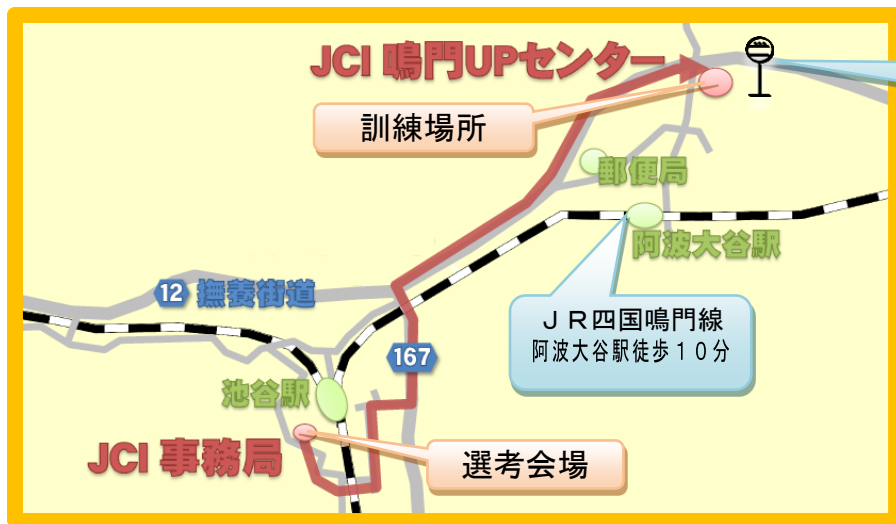 JCI 鳴門UPセンター
訓練場所
郵便局
阿波大谷駅
12 撫養街道
ＪＲ四国鳴門線
阿波大谷駅徒歩１０分
167
池谷駅
JCI 事務局
選考会場